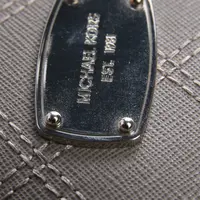 MICHAEL KORS
EST. 1981